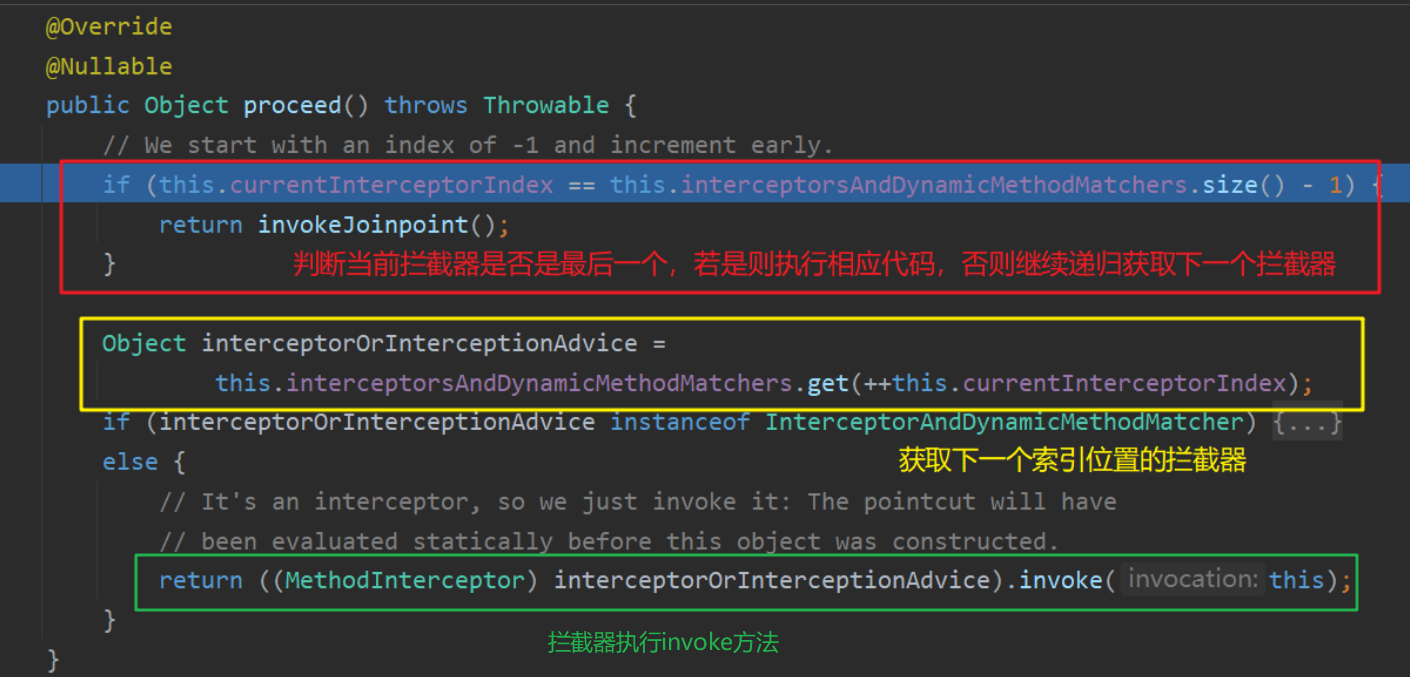 @Override
@Nullable
public Object proceed() throws Throwable {
// We start with an index of -1 and increment early.
if (this.currentInterceptorIndex == this.interceptorsAndDynamicMethodMatchers.size() - 1) {
return invokeJoinpoint();
}
判断当前拦截器是否是最后一个，若是则执行相应代码，否则继续递归获取下一个拦截器
Object interceptorOrInterceptionAdvice =
this.interceptorsAndDynamicMethodMatchers.get(++this.currentInterceptorIndex);
if (interceptorOrInterceptionAdvice instanceof InterceptorAndDynamicMethodMatcher) {...}
else {
获取下一个索引位置的拦截器
// It's an interceptor, so we just invoke it: The pointcut will have
// been evaluated statically before this object was constructed.
return ((MethodInterceptor) interceptorOrInterceptionAdvice).invoke( invocation: this);
}
拦截器执行invoke方法
}